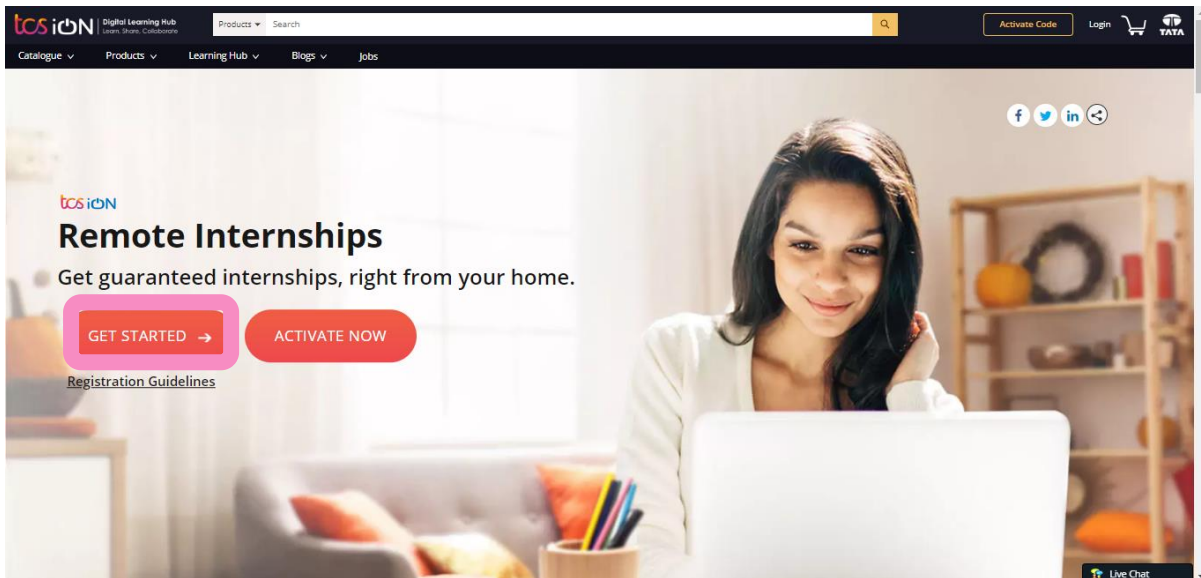 tcs iON | Digital Learning Hub
Learn. Share, Collaborate
Products
Search
Activate Code
Login
TATA
Catalogue
Products
Learning Hub
Blogs
Jobs
f
in
tcs iON
Remote Internships
Get guaranteed internships, right from your home.
GET STARTED →
ACTIVATE NOW
Registration Guidelines
Live Chat